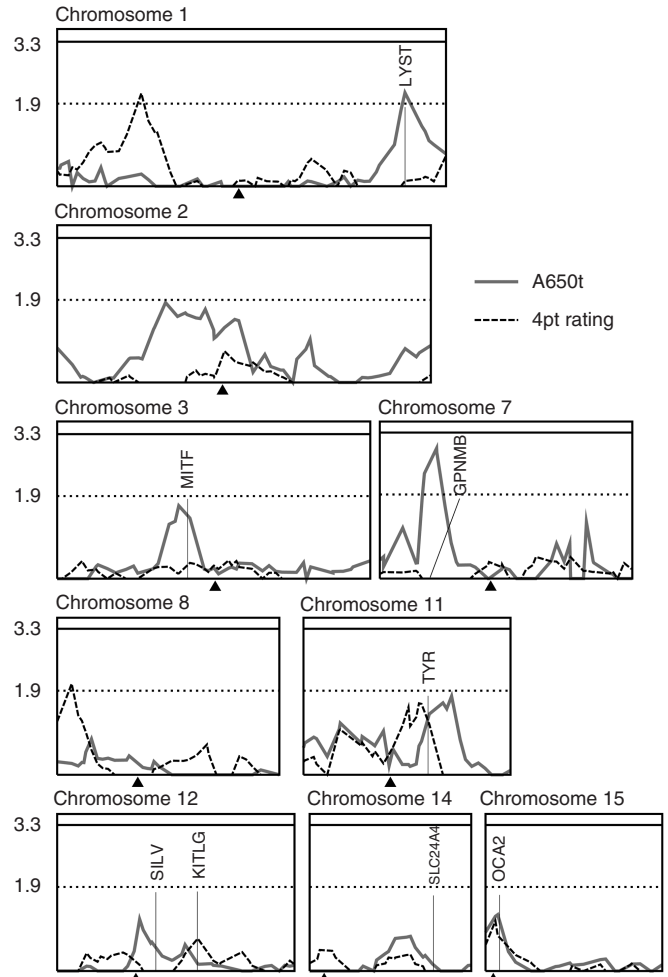 Chromosome 1
3.3
1.9
LYST
Chromosome 2
3.3
1.9
A650t
4pt rating
Chromosome 3
3.3
1.9
MITF
Chromosome 7
GPNMB
Chromosome 8
3.3
1.9
Chromosome 11
TYR
Chromosome 12
3.3
1.9
SILV
KITLG
Chromosome 14
SLC24A4
Chromosome 15
OCA2